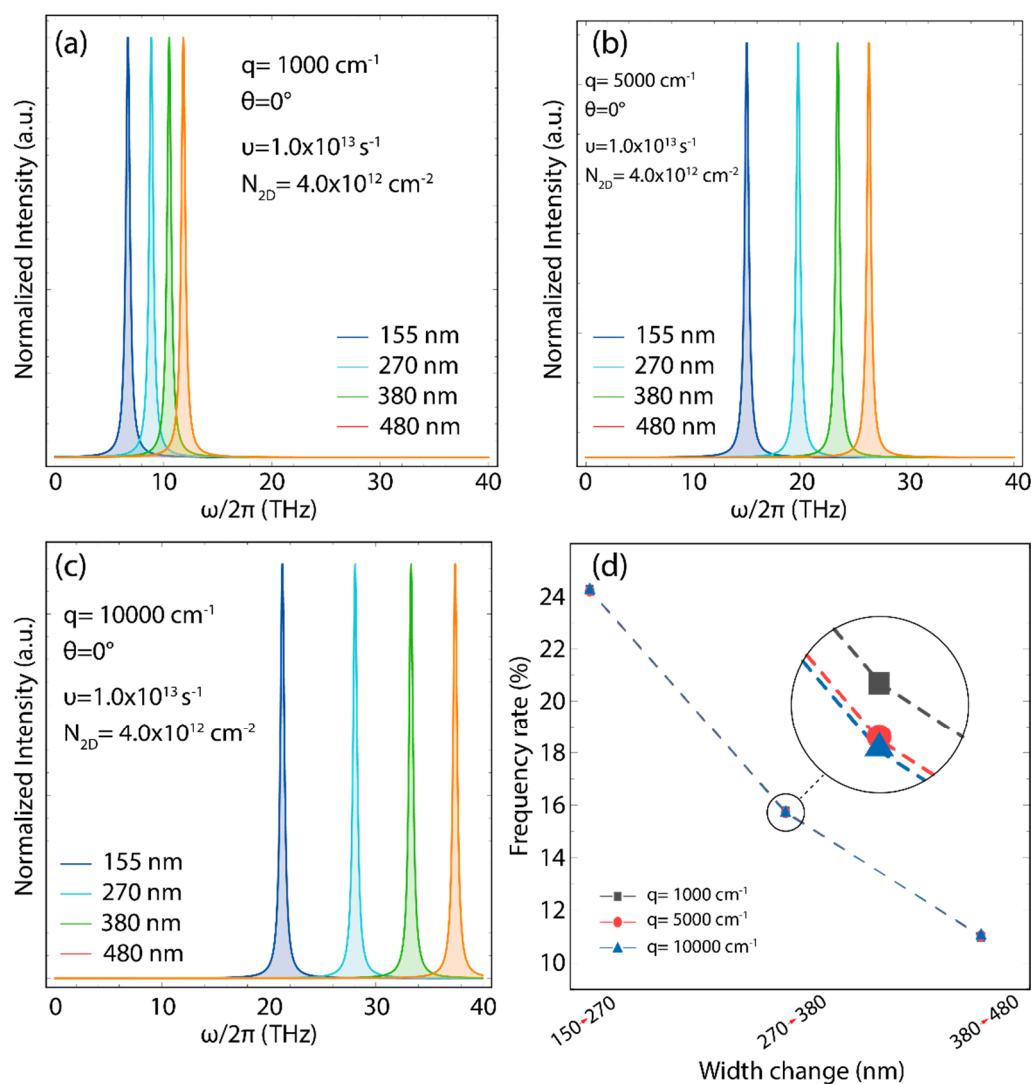 (a)
q= 1000 cm⁻¹
θ=0°
υ=1.0x10¹³ s⁻¹
N₂D= 4.0x10¹² cm⁻²
155 nm
270 nm
380 nm
480 nm
Normalized Intensity (a.u.)
0 10 20 30 40
ω/2π (THz)
(b)
q= 5000 cm⁻¹
θ=0°
υ=1.0x10¹³ s⁻¹
N₂D= 4.0x10¹² cm⁻²
155 nm
270 nm
380 nm
480 nm
Normalized Intensity (a.u.)
0 12 20 30 40
ω/2π (THz)
(c)
q= 10000 cm⁻¹
θ=0°
υ=1.0x10¹³ s⁻¹
N₂D= 4.0x10¹² cm⁻²
155 nm
270 nm
380 nm
480 nm
Normalized Intensity (a.u.)
0 20 30 40
ω/2π (THz)
(d)
24
22
20
18
16
14
12
10
Frequency rate (%)
q= 1000 cm⁻¹
q= 5000 cm⁻¹
q= 10000 cm⁻¹
150➤270
270➤380
380➤480
Width change (nm)